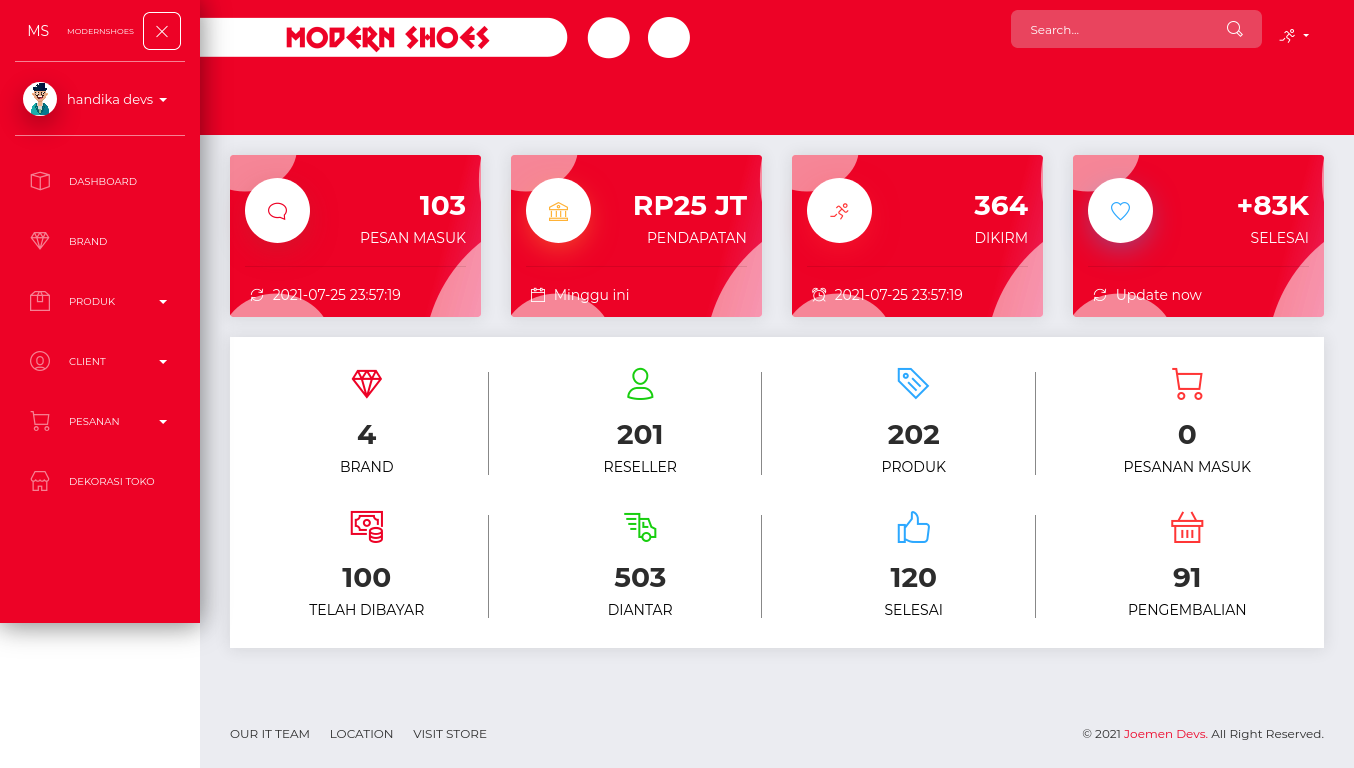 MS MODERNSHOES
MODERN SHOES
Search...
handika devs
DASHBOARD
BRAND
PRODUK
CLIENT
PESANAN
DEKORASI TOKO
103
PESAN MASUK
2021-07-25 23:57:19
RP25 JT
PENDAPATAN
Minggu ini
364
DIKIRM
2021-07-25 23:57:19
+83K
SELESAI
Update now
4
BRAND
201
RESELLER
202
PRODUK
0
PESANAN MASUK
100
TELAH DIBAYAR
503
DIANTAR
120
SELESAI
91
PENGEMBALIAN
OUR IT TEAM LOCATION VISIT STORE
© 2021 Joemen Devs. All Right Reserved.